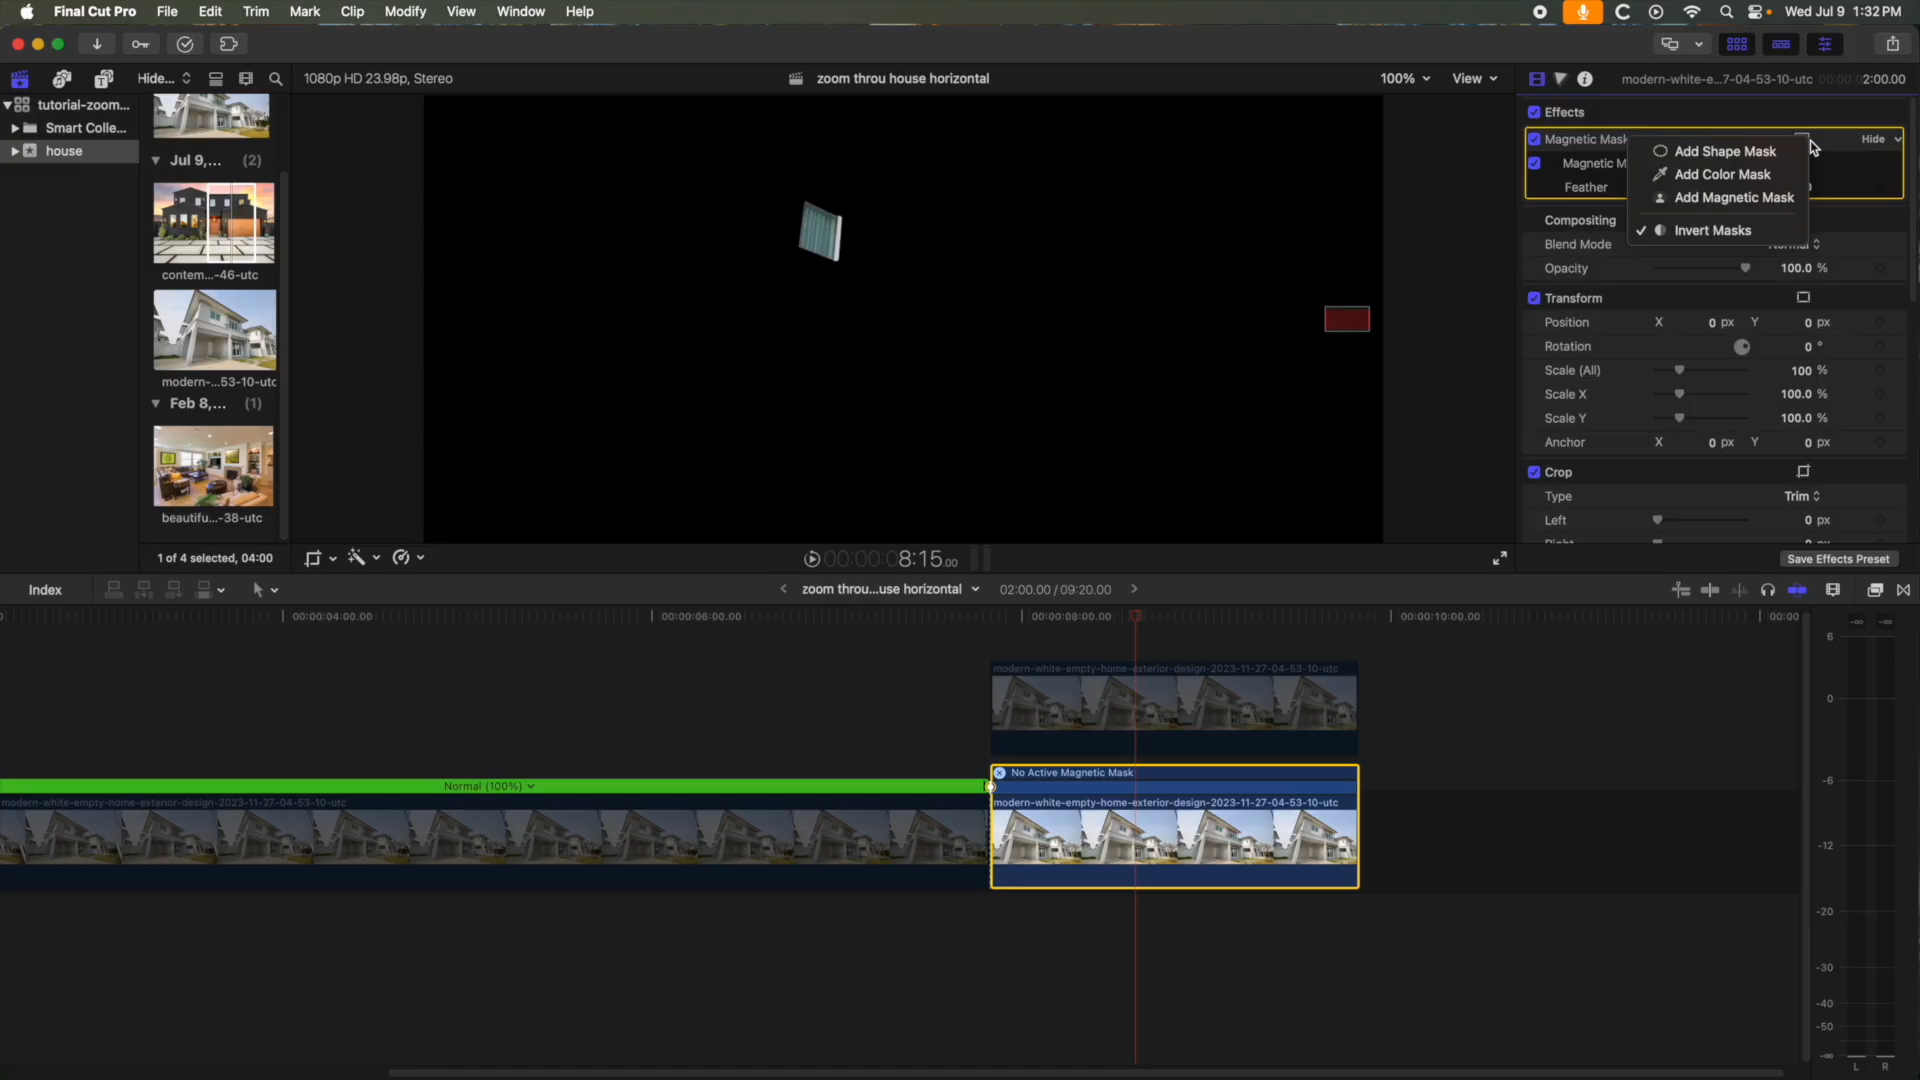 Final Cut Pro File Edit Trim Mark Clip Modify View Window Help
Wed Jul 9 1:32 PM
Hide...
1080p HD 23.98p, Stereo
zoom thru house horizontal
100%
View
modern-white-e...7-04-53-10-utc
2:00.00
tutorial-zoom...
Smart Colle...
house
Jul 9,... (2)
contem...-46-utc
modern-...53-10-utc
Feb 8,... (1)
beautifu...-38-utc
1 of 4 selected, 04:00
Effects
Magnetic Mask
Hide
Magnetic M
Feather
Add Shape Mask
Add Color Mask
Add Magnetic Mask
Invert Masks
Compositing
Blend Mode
Opacity 100.0 %
Transform
Position X 0 px Y 0 px
Rotation 0 °
Scale (All) 100 %
Scale X 100.0 %
Scale Y 100.0 %
Anchor X 0 px Y 0 px
Crop
Type Trim
Left 0 px
Save Effects Preset
00:00:08:15.00
Index
zoom throu...use horizontal
02:00.00 / 09:20.00
00:00:04:00.00
00:00:06:00.00
00:00:08:00.00
00:00:10:00.00
00:00
modern-white-empty-home-exterior-design-2023-11-27-04-53-10-utc
No Active Magnetic Mask
Normal (100%)
modern-white-empty-home-exterior-design-2023-11-27-04-53-10-utc
modern-white-empty-home-exterior-design-2023-11-27-04-53-10-utc
-∞ -∞
6
0
-6
-12
-20
-30
-40
-50
-∞
L R